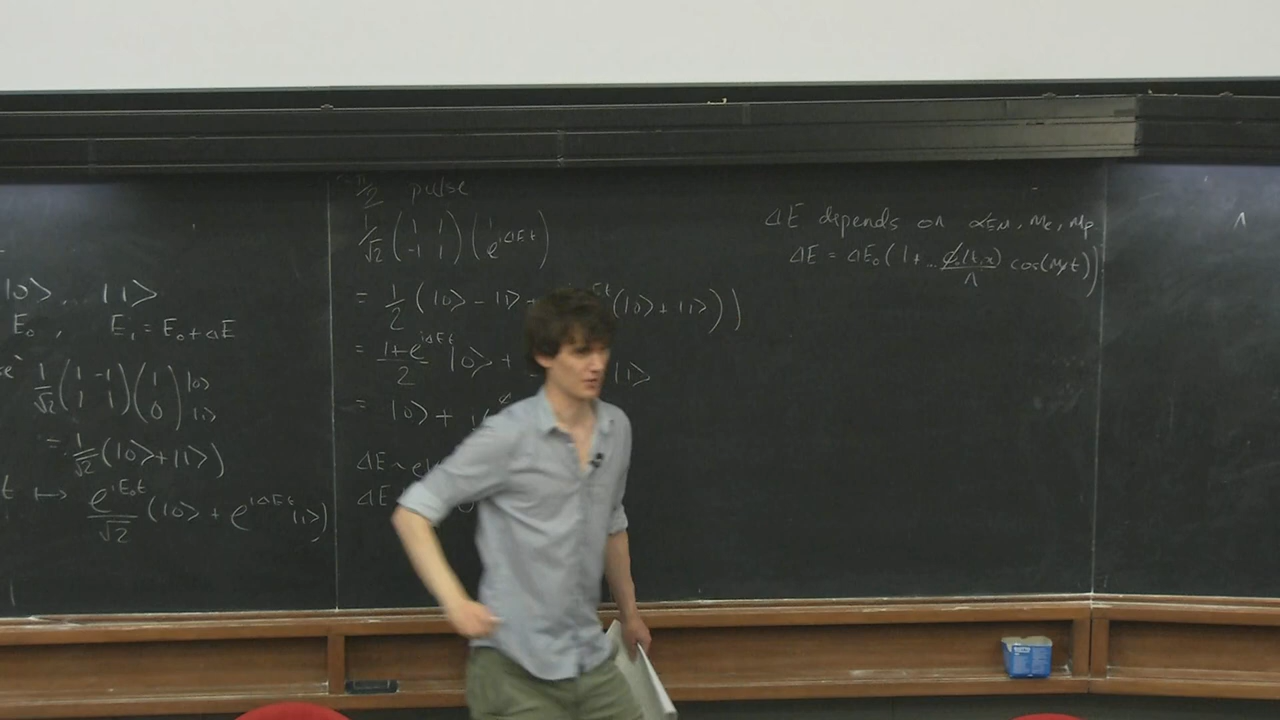 |0⟩ ... |1⟩
E₀ , E₁ = E₀ + ΔE
1/√2 (1 -1; 1 1) (1; 0) |0⟩ |1⟩
= 1/√2 (|0⟩+|1⟩)
t ↦ e^{iE₀t}/√2 (|0⟩ + e^{iΔEt} |1⟩)
π/2 pulse
1/√2 (1 1; -1 1) (1; e^{iΔEt})
= 1/2 (|0⟩ - |1⟩ + (|0⟩+|1⟩))
= (1+e^{iΔEt})/2 |0⟩ + |1⟩
= |0⟩ +
ΔE ~
ΔE
ΔE depends on α_EM, m_e, m_p
ΔE = ΔE₀ (1 + ... φ₀(t,x)/Λ cos(m_φ t))